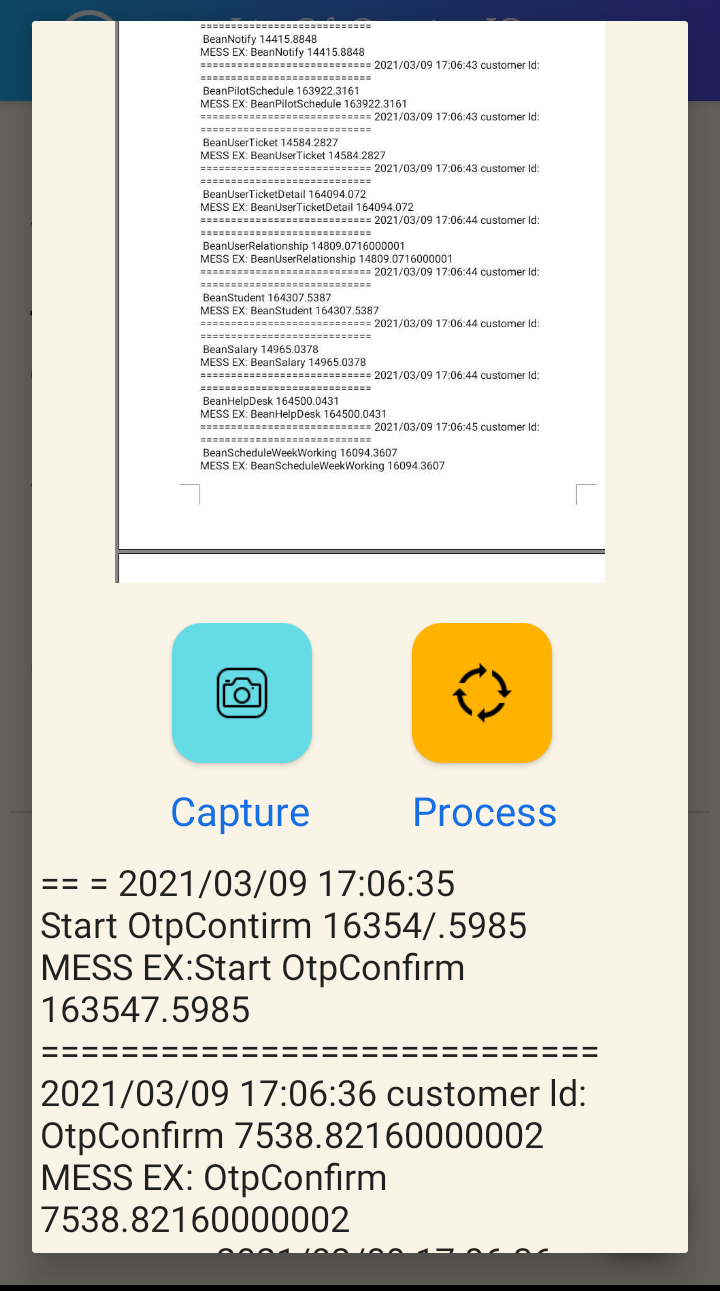 ===========================
BeanNotify 14415.8848
MESS EX: BeanNotify 14415.8848
=========================== 2021/03/09 17:06:43 customer Id:
===========================
BeanPilotSchedule 163922.3161
MESS EX: BeanPilotSchedule 163922.3161
=========================== 2021/03/09 17:06:43 customer Id:
===========================
BeanUserTicket 14584.2827
MESS EX: BeanUserTicket 14584.2827
=========================== 2021/03/09 17:06:43 customer Id:
===========================
BeanUserTicketDetail 164094.072
MESS EX: BeanUserTicketDetail 164094.072
=========================== 2021/03/09 17:06:44 customer Id:
===========================
BeanUserRelationship 14809.0716000001
MESS EX: BeanUserRelationship 14809.0716000001
=========================== 2021/03/09 17:06:44 customer Id:
===========================
BeanStudent 164307.5387
MESS EX: BeanStudent 164307.5387
=========================== 2021/03/09 17:06:44 customer Id:
===========================
BeanSalary 14965.0378
MESS EX: BeanSalary 14965.0378
=========================== 2021/03/09 17:06:44 customer Id:
===========================
BeanHelpDesk 164500.0431
MESS EX: BeanHelpDesk 164500.0431
=========================== 2021/03/09 17:06:45 customer Id:
===========================
BeanScheduleWeekWorking 16094.3607
MESS EX: BeanScheduleWeekWorking 16094.3607
Capture Process
== = 2021/03/09 17:06:35
Start OtpContirm 16354/.5985
MESS EX:Start OtpConfirm
163547.5985
============================
2021/03/09 17:06:36 customer ld:
OtpConfirm 7538.82160000002
MESS EX: OtpConfirm
7538.82160000002